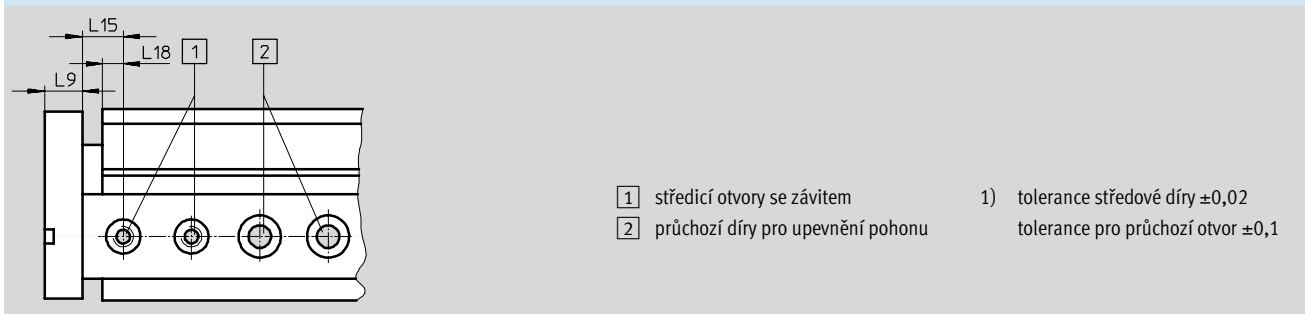 L15
L18 1 2
L9
1 středicí otvory se závitem
2 průchozí díry pro upevnění pohonu
1) tolerance středové díry ±0,02
tolerance pro průchozí otvor ±0,1